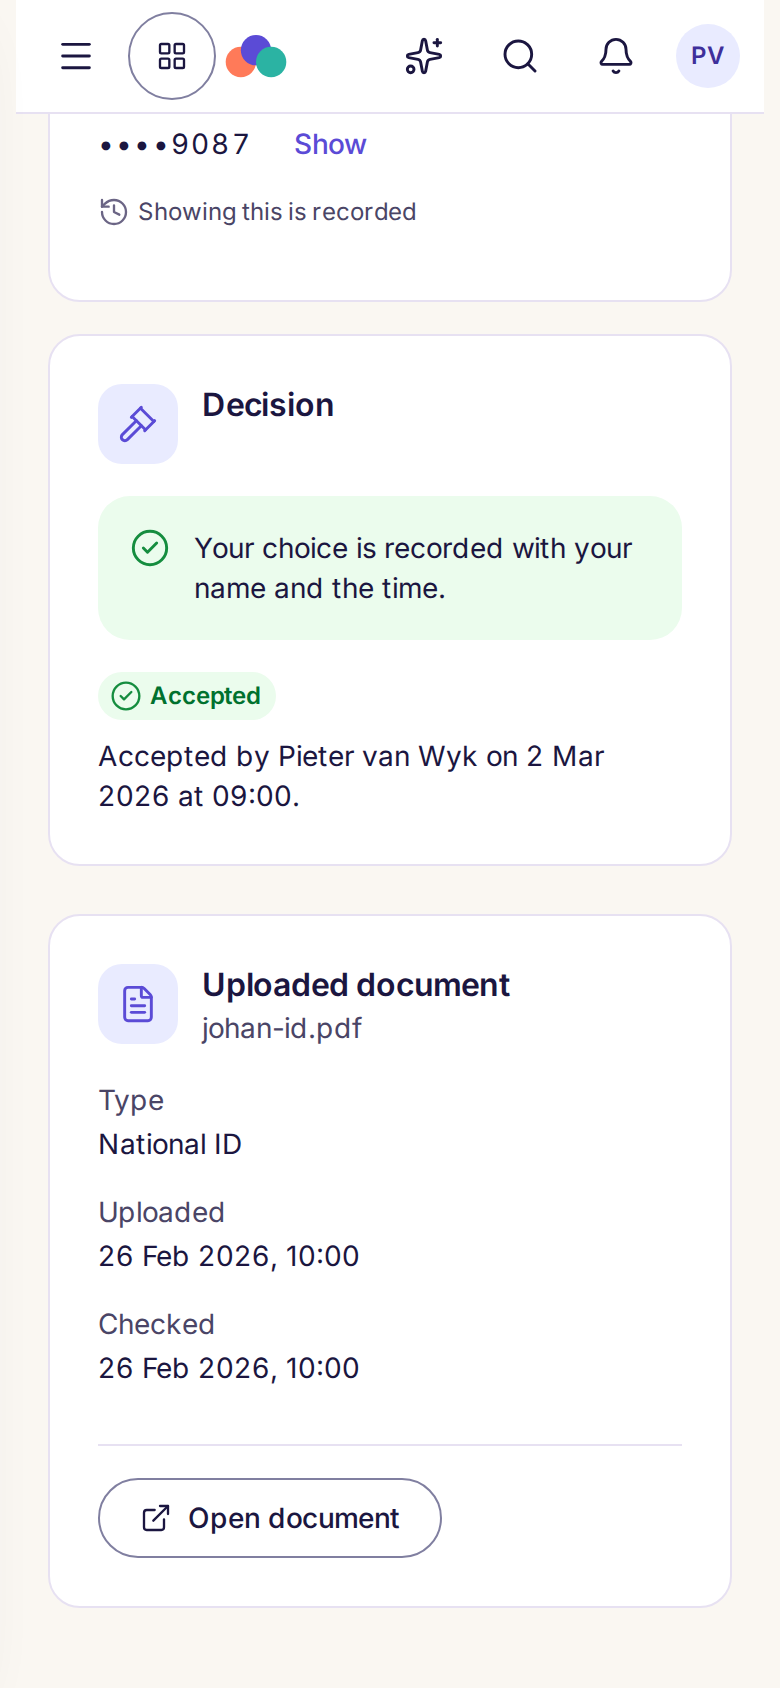 PV
••••9087 Show
Showing this is recorded
Decision
Your choice is recorded with your
name and the time.
Accepted
Accepted by Pieter van Wyk on 2 Mar
2026 at 09:00.
Uploaded document
johan-id.pdf
Type
National ID
Uploaded
26 Feb 2026, 10:00
Checked
26 Feb 2026, 10:00
Open document